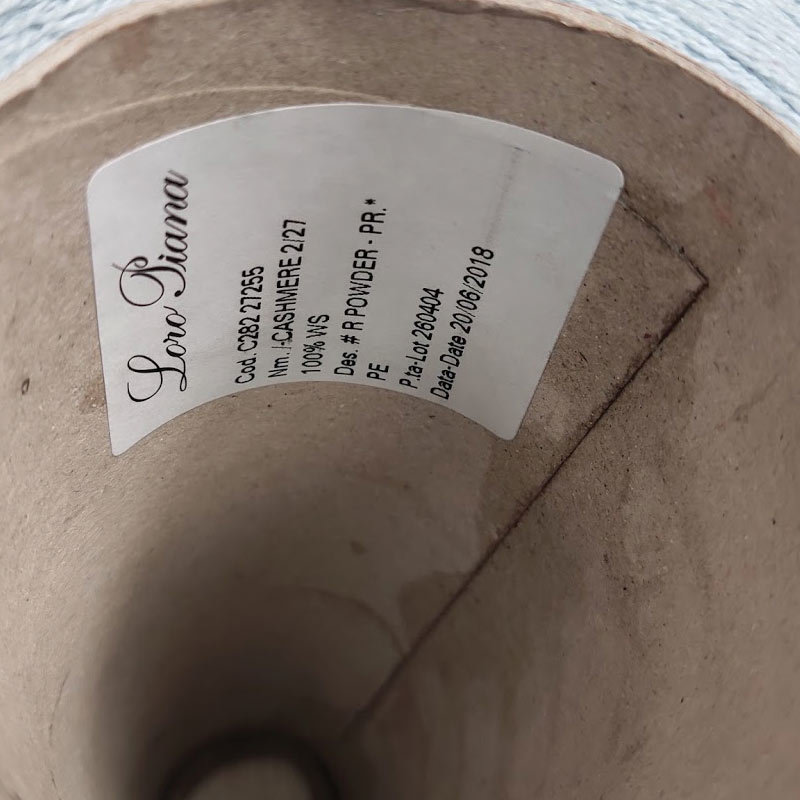 Loro Piana
Cod. C282 27255
Nm. /-CASHMERE 2/27
100% WS
Des. # R POWDER - PR.*
PE
P.ta-Lot 260404
Data-Date 20/06/2018